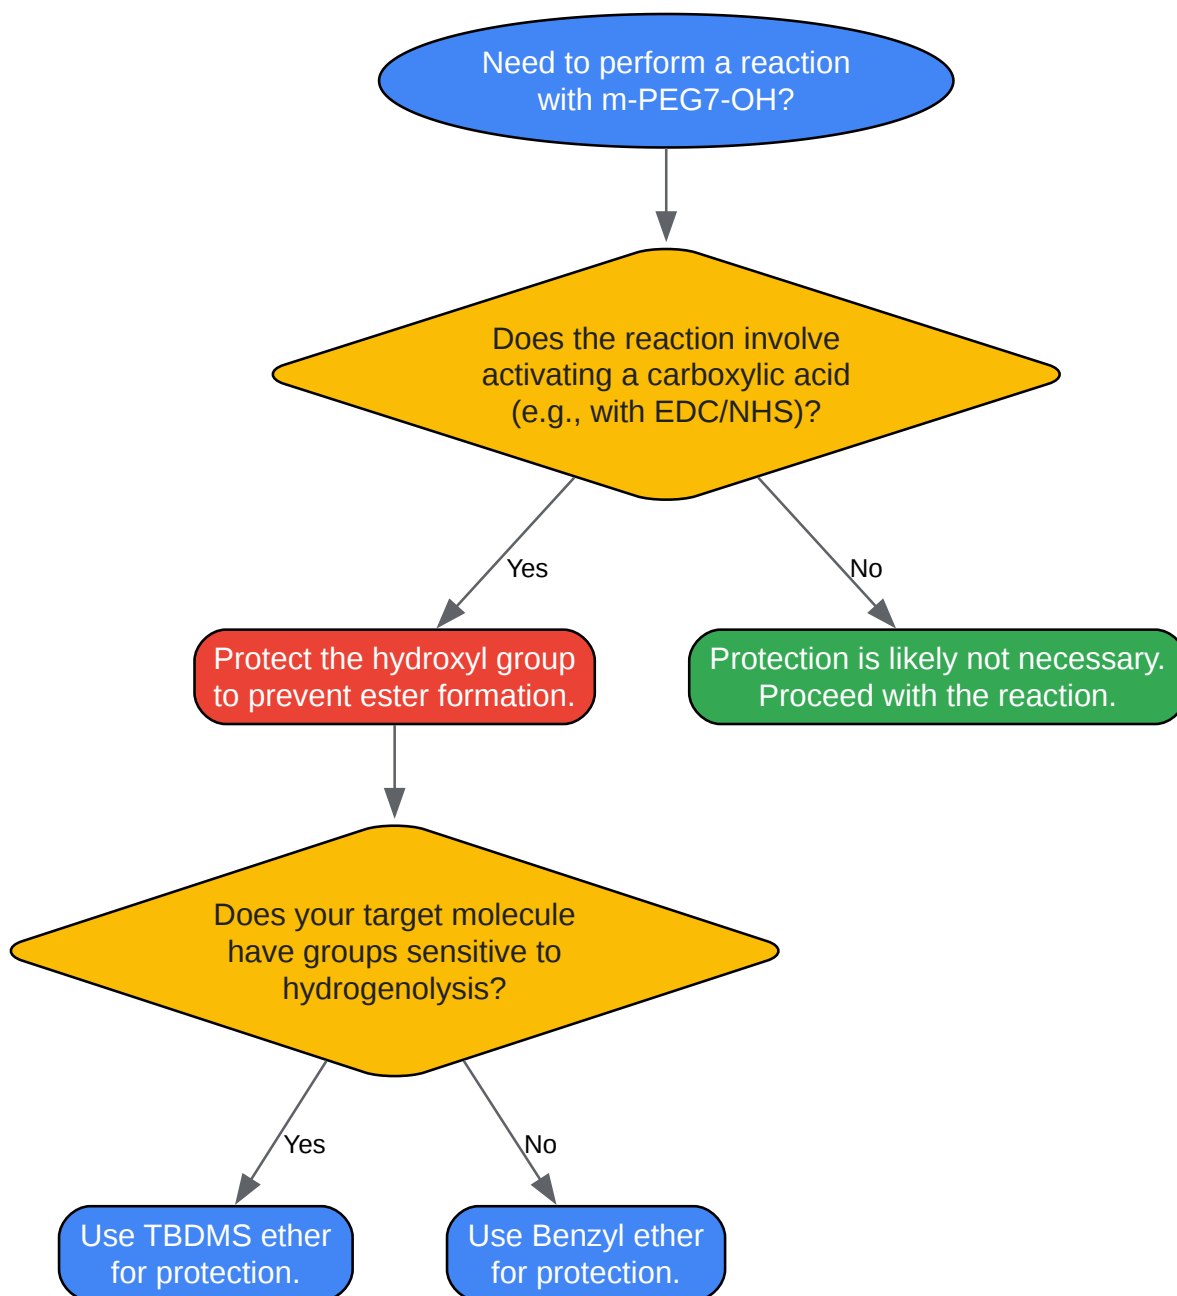 Need to perform a reaction
with m-PEG7-OH?
Does the reaction involve
activating a carboxylic acid
(e.g., with EDC/NHS)?
Yes
No
Protect the hydroxyl group
to prevent ester formation.
Protection is likely not necessary.
Proceed with the reaction.
Does your target molecule
have groups sensitive to
hydrogenolysis?
Yes
No
Use TBDMS ether
for protection.
Use Benzyl ether
for protection.